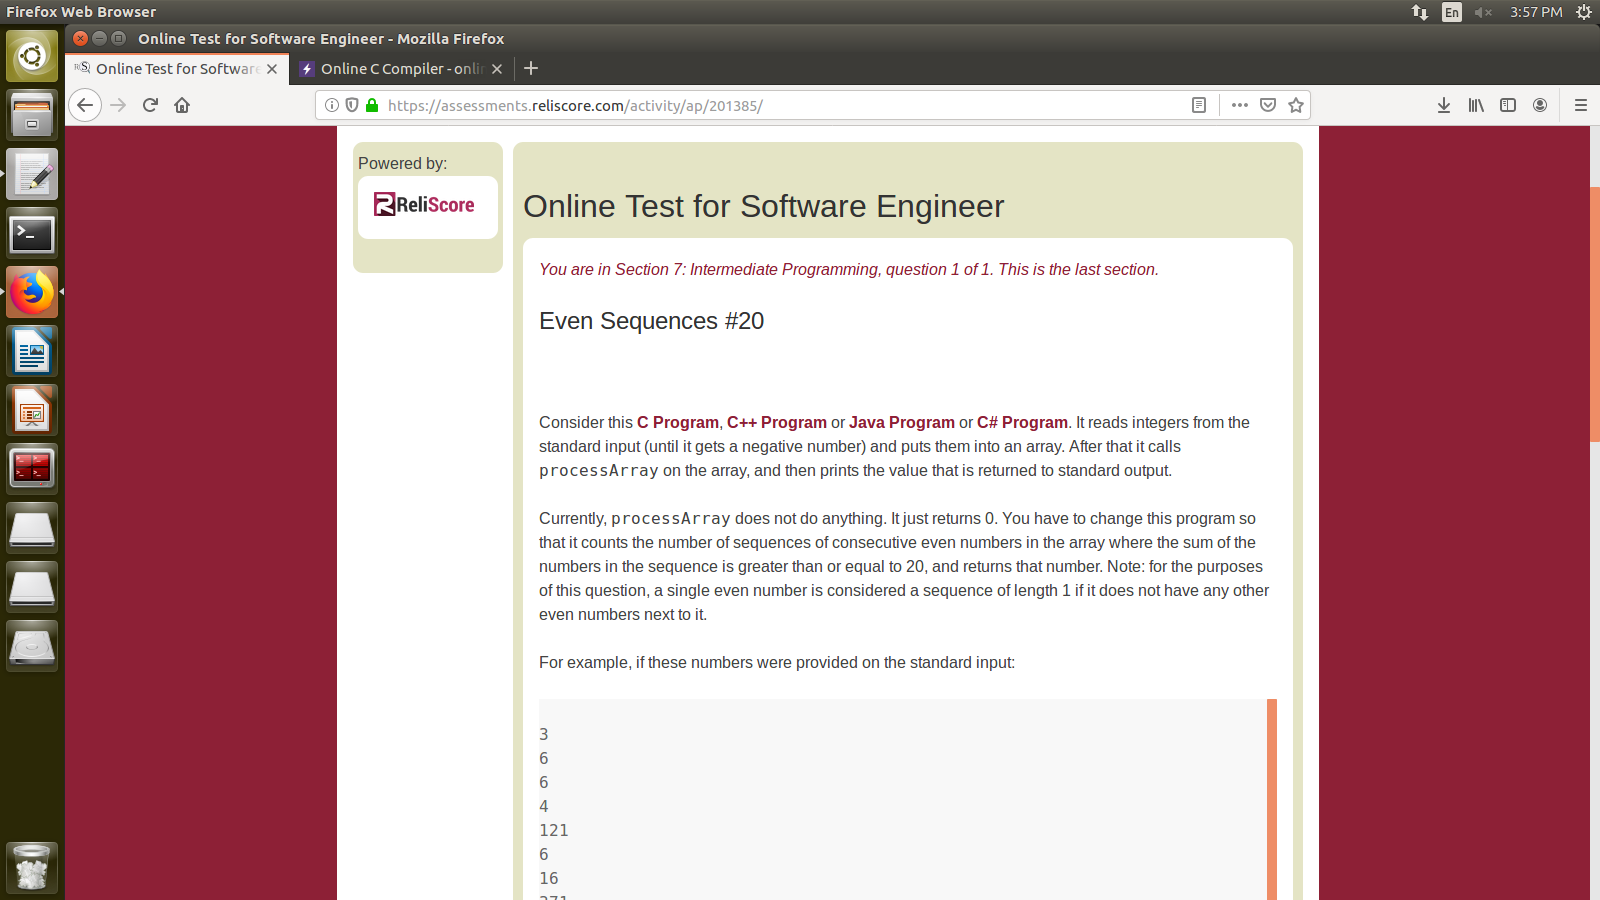 Firefox Web Browser
En
3:57 PM
Online Test for Software Engineer - Mozilla Firefox
Online Test for Software
Online C Compiler - onlin
https://assessments.reliscore.com/activity/ap/201385/
Powered by:
ReliScore
Online Test for Software Engineer
You are in Section 7: Intermediate Programming, question 1 of 1. This is the last section.
Even Sequences #20
Consider this C Program, C++ Program or Java Program or C# Program. It reads integers from the
standard input (until it gets a negative number) and puts them into an array. After that it calls
processArray on the array, and then prints the value that is returned to standard output.
Currently, processArray does not do anything. It just returns 0. You have to change this program so
that it counts the number of sequences of consecutive even numbers in the array where the sum of the
numbers in the sequence is greater than or equal to 20, and returns that number. Note: for the purposes
of this question, a single even number is considered a sequence of length 1 if it does not have any other
even numbers next to it.
For example, if these numbers were provided on the standard input:
3
6
6
4
121
6
16
371